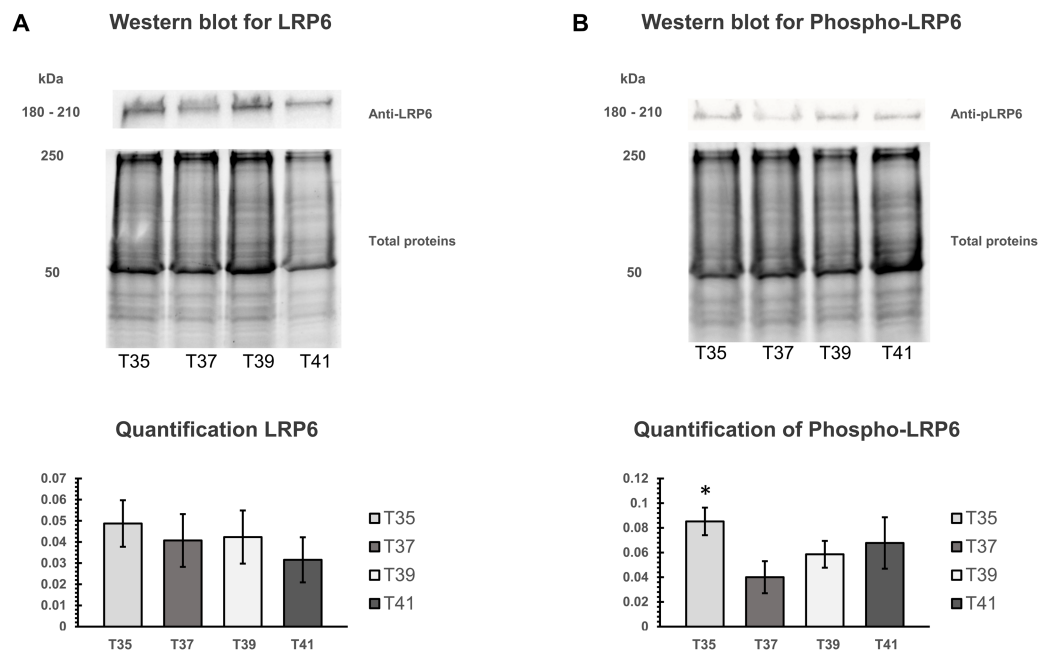 A
Western blot for LRP6
kDa
180 - 210
Anti-LRP6
250
Total proteins
50
T35 T37 T39 T41
Quantification LRP6
0.07
0.06
0.05
0.04
0.03
0.02
0.01
0
T35 T37 T39 T41
T35
T37
T39
T41
B
Western blot for Phospho-LRP6
kDa
180 - 210
Anti-pLRP6
250
Total proteins
50
T35 T37 T39 T41
Quantification of Phospho-LRP6
0.12
0.1
0.08
0.06
0.04
0.02
0
*
T35 T37 T39 T41
T35
T37
T39
T41